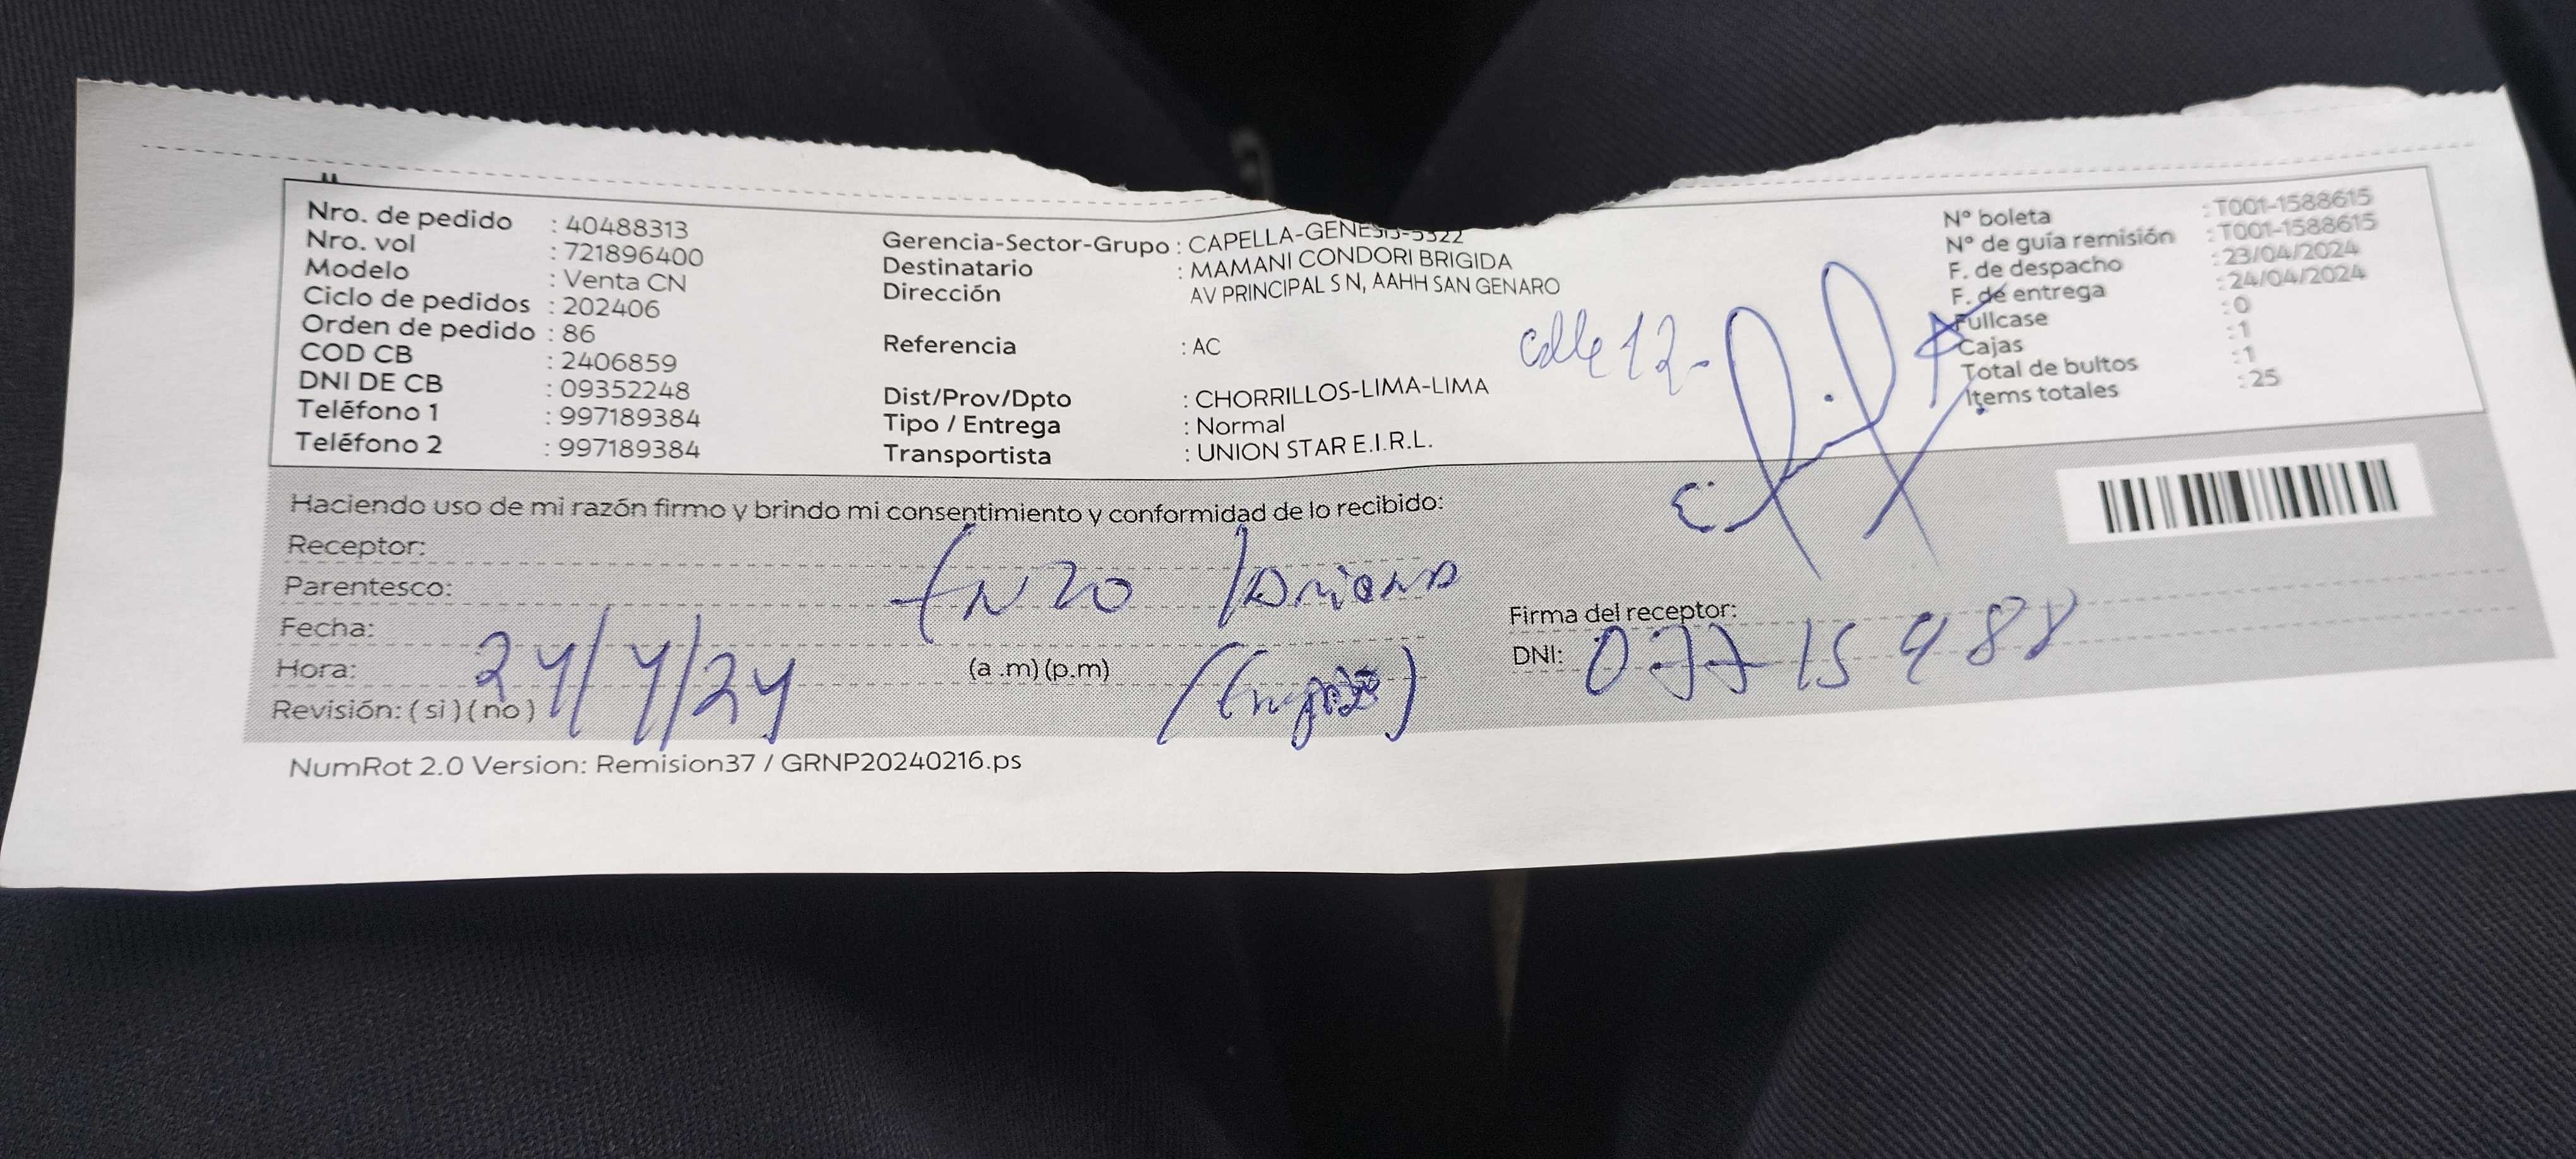 Nro. de pedido : 40488313
Nro. vol : 721896400
Modelo : Venta CN
Ciclo de pedidos : 202406
Orden de pedido : 86
COD CB : 2406859
DNI DE CB : 09352248
Teléfono 1 : 997189384
Teléfono 2 : 997189384
Gerencia-Sector-Grupo : CAPELLA-GENESIS-5322
Destinatario : MAMANI CONDORI BRIGIDA
Dirección AV PRINCIPAL S N, AAHH SAN GENARO
Referencia : AC
calle 12-
Dist/Prov/Dpto : CHORRILLOS-LIMA-LIMA
Tipo / Entrega : Normal
Transportista : UNION STAR E.I.R.L.
N° boleta : T001-1588615
N° de guía remisión : T001-1588615
F. de despacho : 23/04/2024
F. de entrega : 24/04/2024
Fullcase : 0
Cajas : 1
Total de bultos : 1
Items totales : 25
Haciendo uso de mi razón firmo y brindo mi consentimiento y conformidad de lo recibido:
Receptor:
Parentesco: Enzo
Fecha:
Hora: 24/4/24 (a .m) (p.m)
Revisión: ( si ) ( no )
Firma del receptor:
DNI: 07715488
NumRot 2.0 Version: Remision37 / GRNP20240216.ps